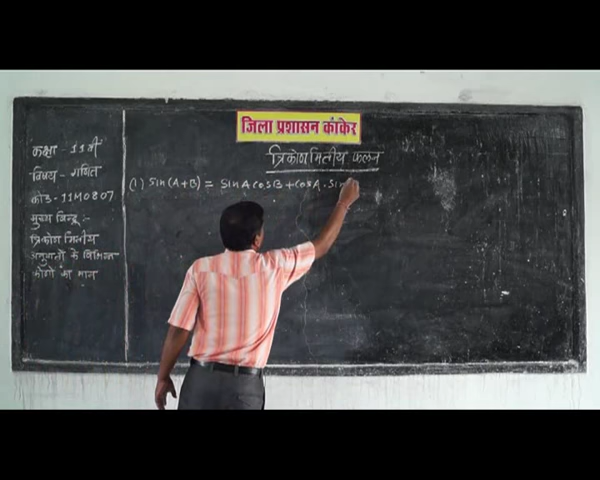 जिला प्रशासन कांकेर
त्रिकोणमितीय फलन
कक्षा - 11वीं
विषय - गणित
कोड - 11M0807
मुख्य बिन्दु :-
त्रिकोणमितीय
अनुपातों के विभिन्न
कोणों का मान
(1) Sin(A+B) = SinA CosB + CosA . Sin